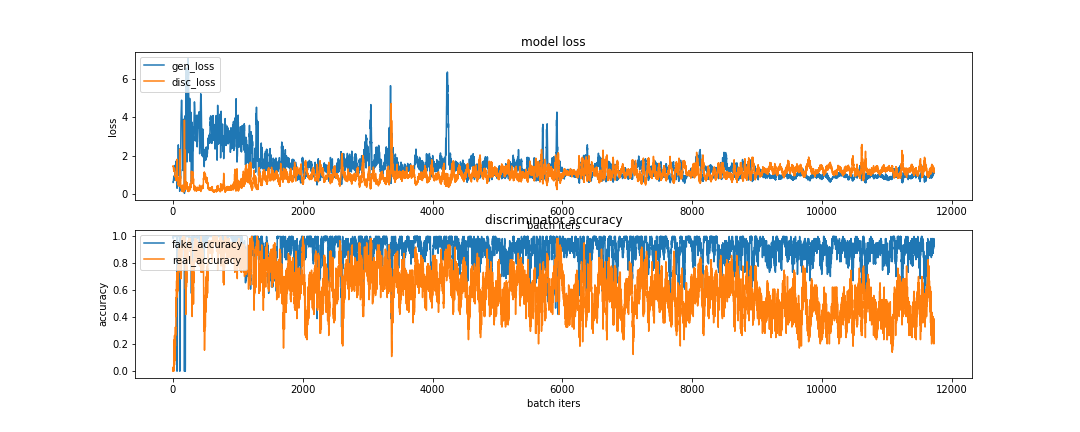 model loss
gen_loss
disc_loss
loss
6
4
2
0
0 2000 4000 6000 8000 10000 12000
batch iters
discriminator accuracy
fake_accuracy
real_accuracy
accuracy
1.0
0.8
0.6
0.4
0.2
0.0
0 2000 4000 6000 8000 10000 12000
batch iters